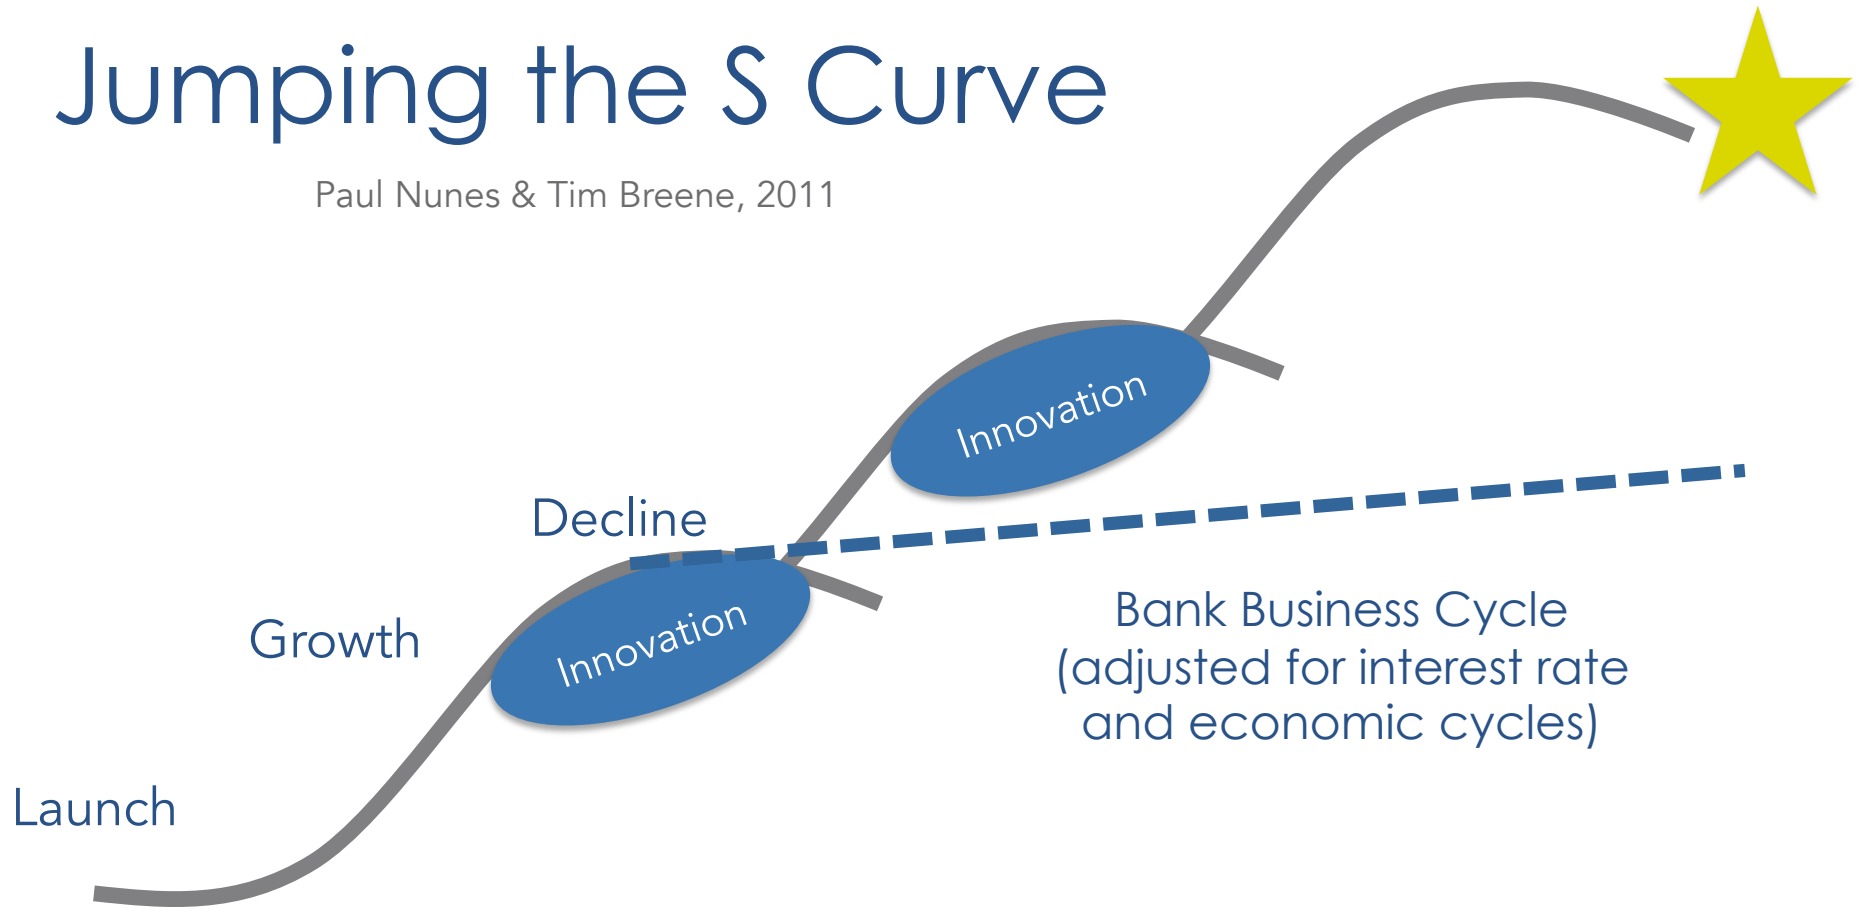 Jumping the S Curve
Paul Nunes & Tim Breene, 2011
Innovation
Decline
Innovation
Growth
Bank Business Cycle
(adjusted for interest rate
and economic cycles)
Launch